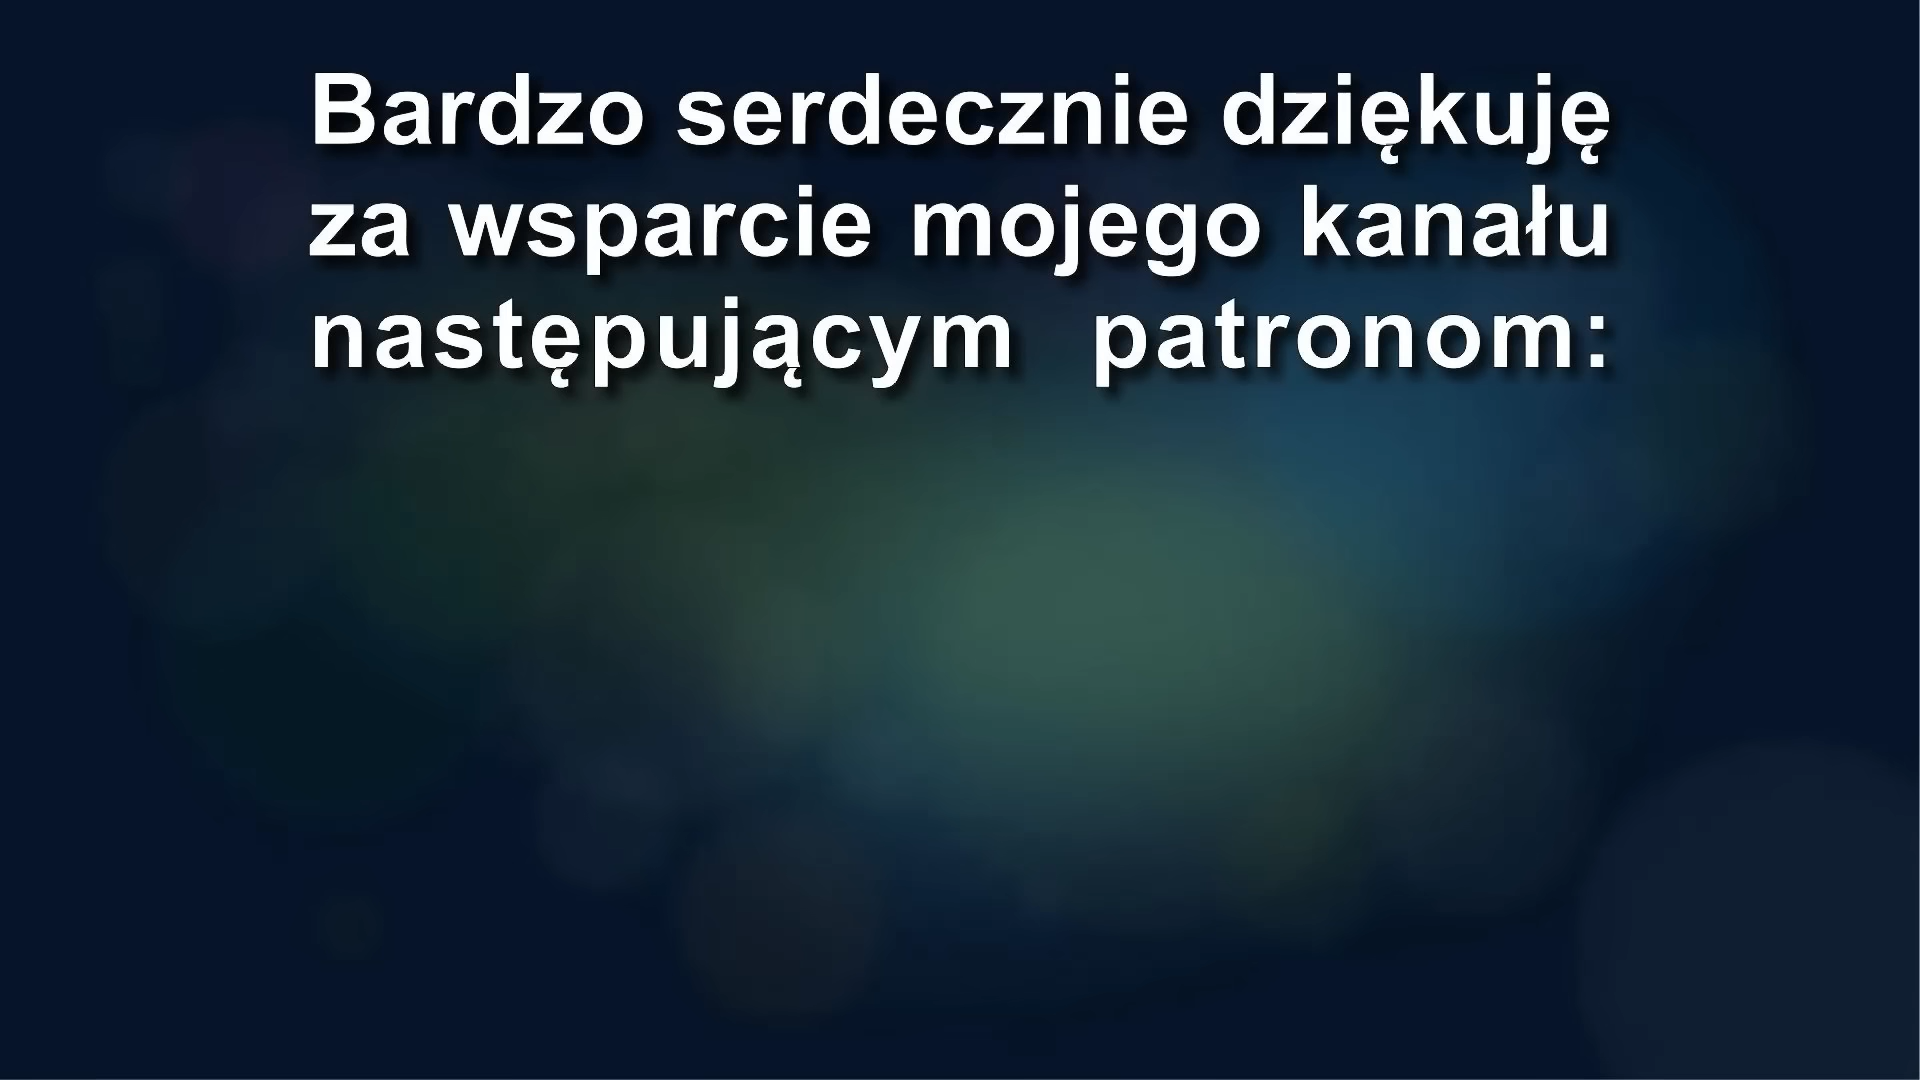 Bardzo serdecznie dziękuję
za wsparcie mojego kanału
następującym patronom: